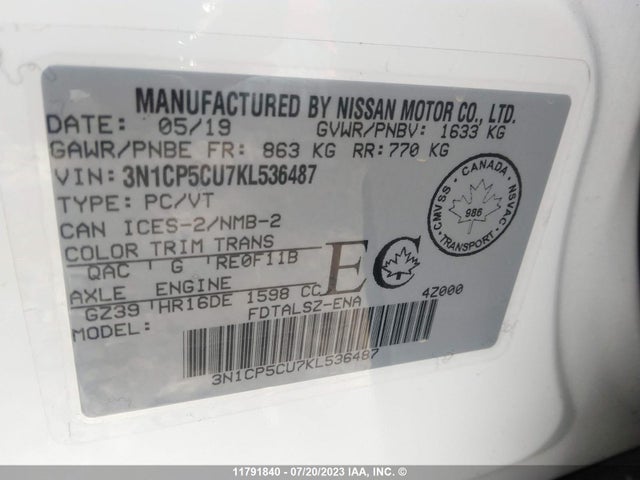 MANUFACTURED BY NISSAN MOTOR CO., LTD.
DATE: 05/19 GVWR/PNBV: 1633 KG
GAWR/PNBE FR: 863 KG RR: 770 KG
VIN: 3N1CP5CU7KL536487
TYPE: PC/VT
CAN ICES-2/NMB-2
COLOR TRIM TRANS
QAC G RE0F11B
AXLE ENGINE
GZ39 HR16DE 1598 CC 4Z000
MODEL: FDTALSZ-ENA
EC
CMVSS - CANADA - NSVAC
986
TRANSPORT
3N1CP5CU7KL536487
11791840 - 07/20/2023 IAA, Inc.©